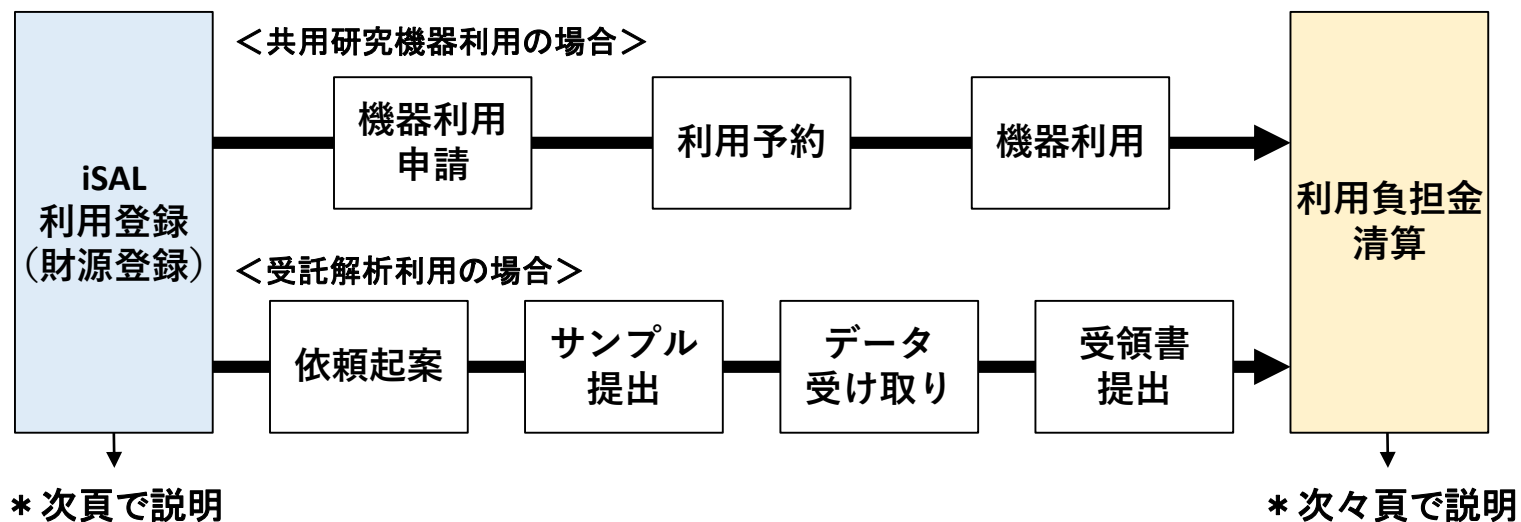 iSAL
利用登録
（財源登録）
＜共用研究機器利用の場合＞
機器利用
申請
利用予約
機器利用
＜受託解析利用の場合＞
依頼起案
サンプル
提出
データ
受け取り
受領書
提出
利用負担金
清算
＊次頁で説明
＊次々頁で説明